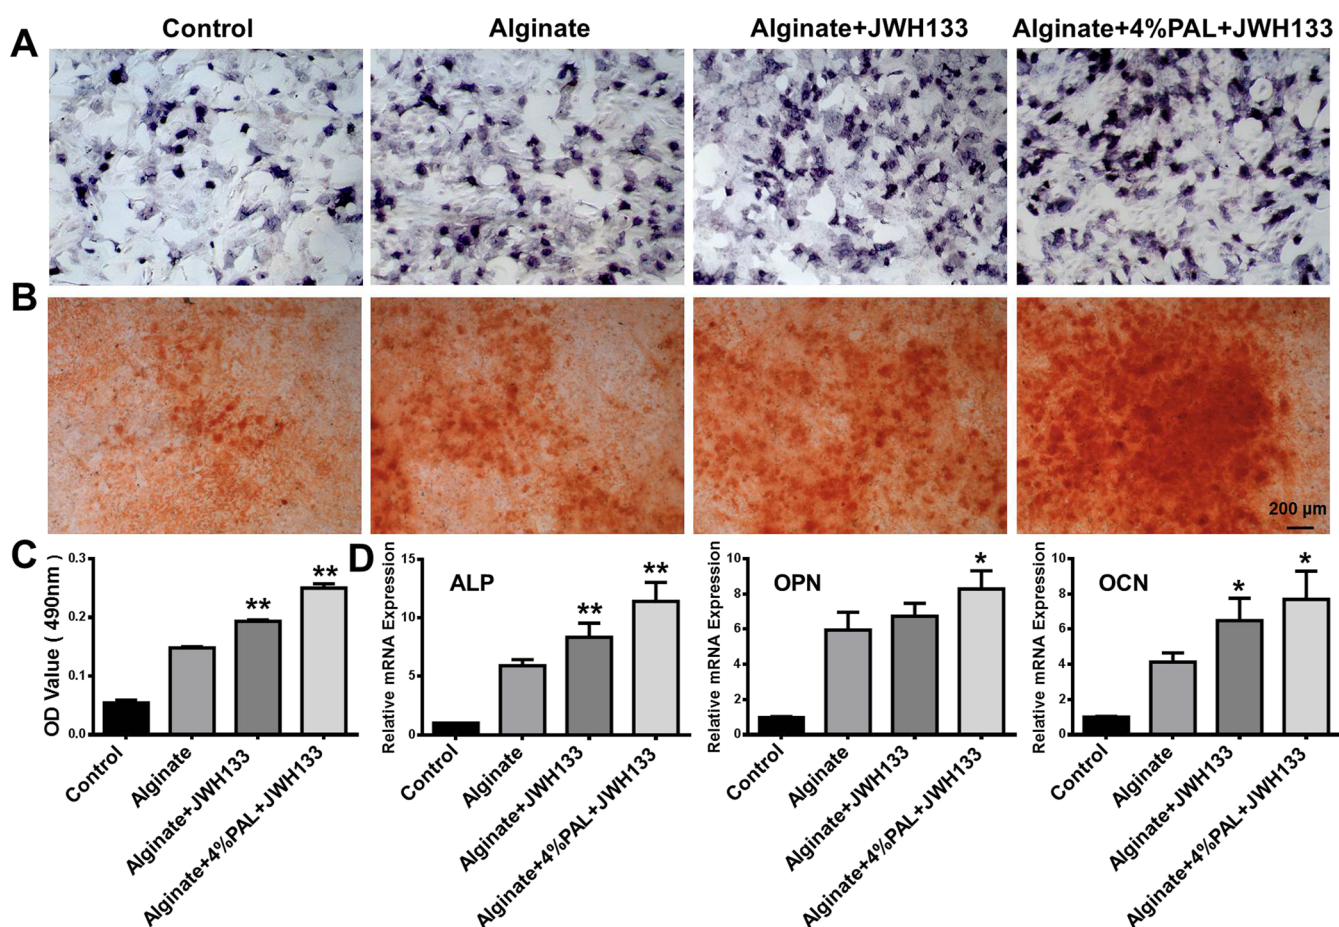 Control
Alginate
Alginate+JWH133
Alginate+4%PAL+JWH133
A
B
200 µm
C
OD Value ( 490nm )
0.3
0.2
0.1
0.0
**
**
Control
Alginate
Alginate+JWH133
Alginate+4%PAL+JWH133
D
Relative mRNA Expression
15
10
5
0
ALP
**
**
Control
Alginate
Alginate+JWH133
Alginate+4%PAL+JWH133
Relative mRNA Expression
10
8
6
4
2
0
OPN
*
Control
Alginate
Alginate+JWH133
Alginate+4%PAL+JWH133
Relative mRNA Expression
10
8
6
4
2
0
OCN
*
*
Control
Alginate
Alginate+JWH133
Alginate+4%PAL+JWH133